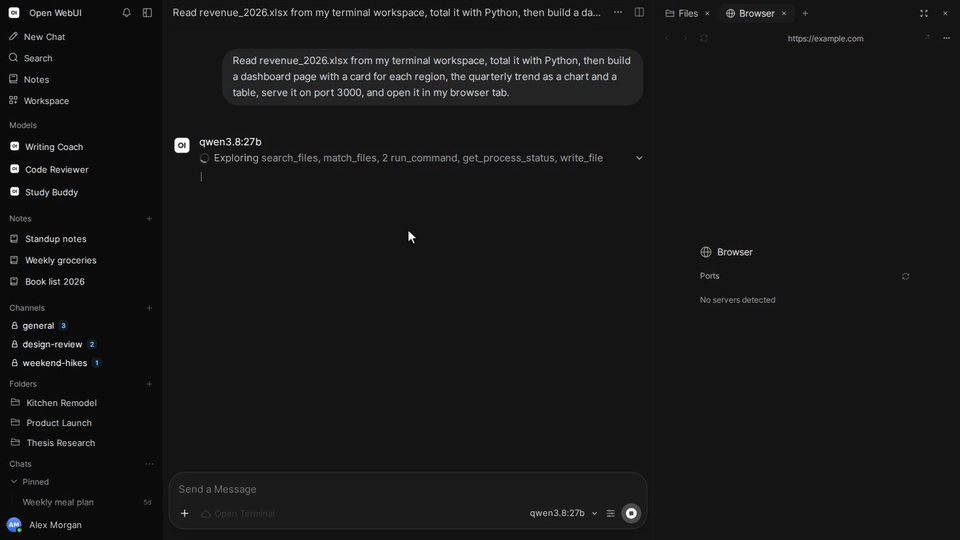 OI Open WebUI
New Chat
Search
Notes
Workspace
Models
OI Writing Coach
OI Code Reviewer
OI Study Buddy
Notes
Standup notes
Weekly groceries
Book list 2026
Channels
general 3
design-review 2
weekend-hikes 1
Folders
Kitchen Remodel
Product Launch
Thesis Research
Chats
Pinned
Weekly meal plan 5d
AM Alex Morgan
Read revenue_2026.xlsx from my terminal workspace, total it with Python, then build a da...
Read revenue_2026.xlsx from my terminal workspace, total it with Python, then build
a dashboard page with a card for each region, the quarterly trend as a chart and a
table, serve it on port 3000, and open it in my browser tab.
OI qwen3.8:27b
Exploring search_files, match_files, 2 run_command, get_process_status, write_file
Send a Message
Open Terminal
qwen3.8:27b
Files
Browser
https://example.com
Browser
Ports
No servers detected